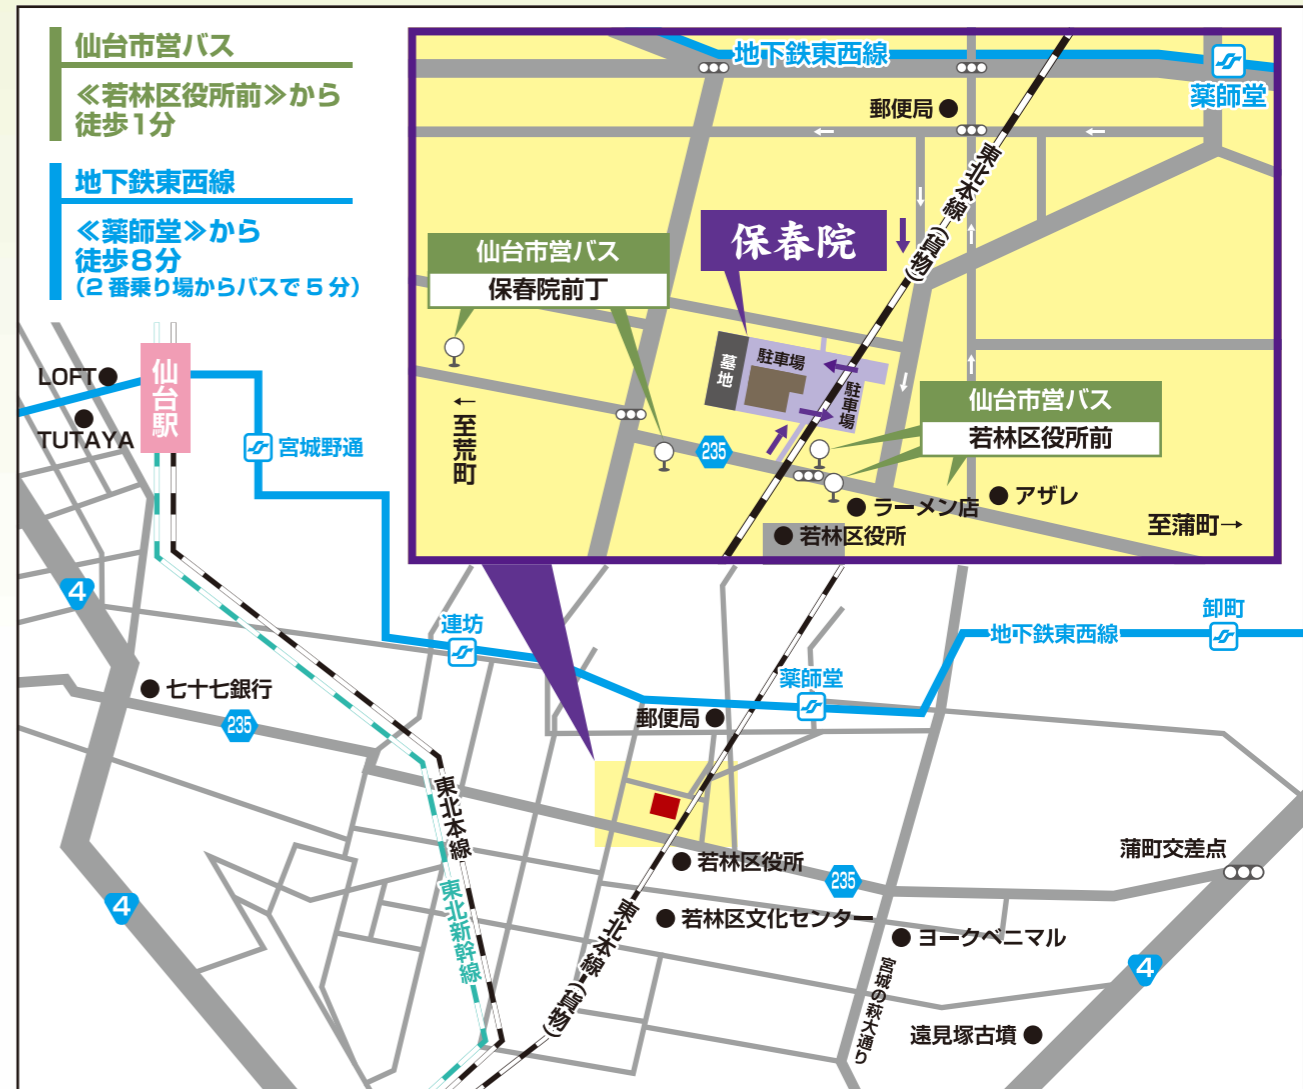 仙台市営バス
≪若林区役所前≫から
徒歩1分
地下鉄東西線
≪薬師堂≫から
徒歩8分
(2番乗り場からバスで5分)
地下鉄東西線
薬師堂
郵便局
東北本線(貨物)
保春院
仙台市営バス
保春院前丁
墓地
駐車場
駐車場
←至荒町
235
仙台市営バス
若林区役所前
アザレ
ラーメン店
若林区役所
至蒲町→
LOFT
仙台駅
TUTAYA
宮城野通
4
連坊
卸町
地下鉄東西線
薬師堂
七十七銀行
235
郵便局
東北本線
東北新幹線
若林区役所
235
蒲町交差点
4
若林区文化センター
東北本線(貨物)
ヨークベニマル
宮城の萩大通り
4
遠見塚古墳